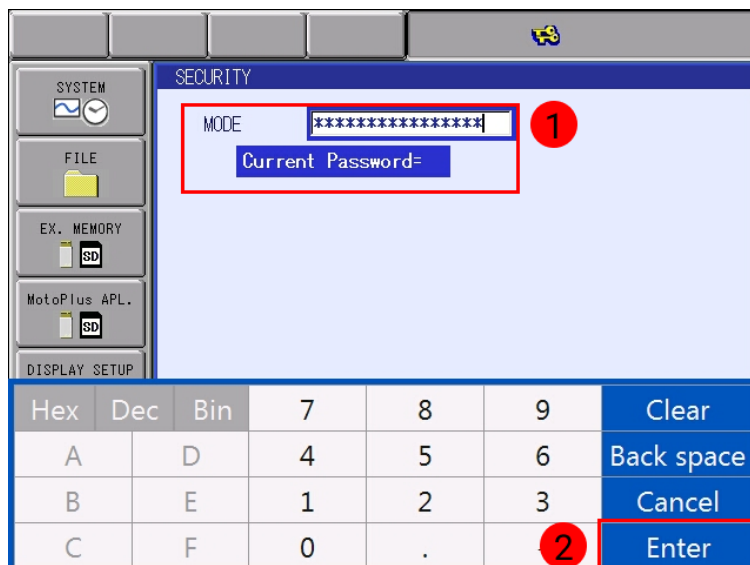 SYSTEM
SECURITY
MODE
****************
1
Current Password=
FILE
EX. MEMORY
SD
MotoPlus APL.
SD
DISPLAY SETUP
Hex Dec Bin 7 8 9 Clear
A D 4 5 6 Back space
B E 1 2 3 Cancel
C F 0 . 2 Enter